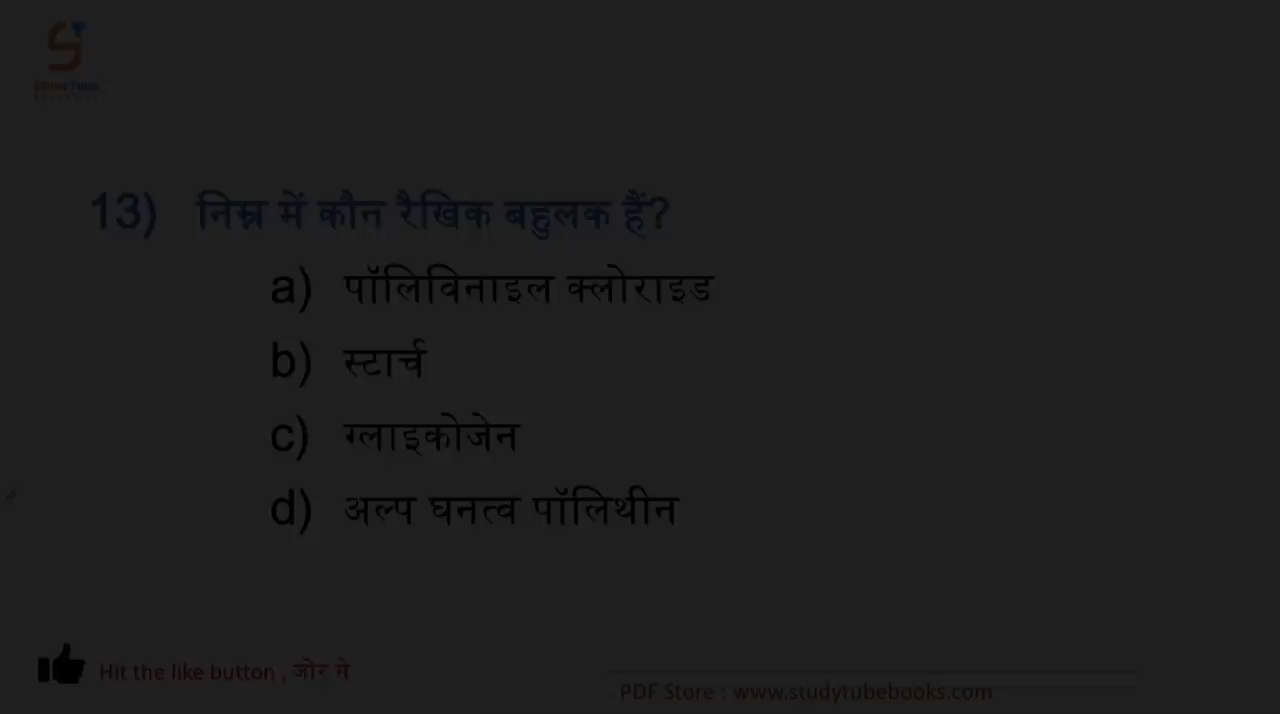 13) निम्न में कौन रैखिक बहुलक हैं?
a) पॉलिविनाइल क्लोराइड
b) स्टार्च
c) ग्लाइकोजेन
d) अल्प घनत्व पॉलिथीन
Hit the like button , जोर से
PDF Store : www.studytubebooks.com